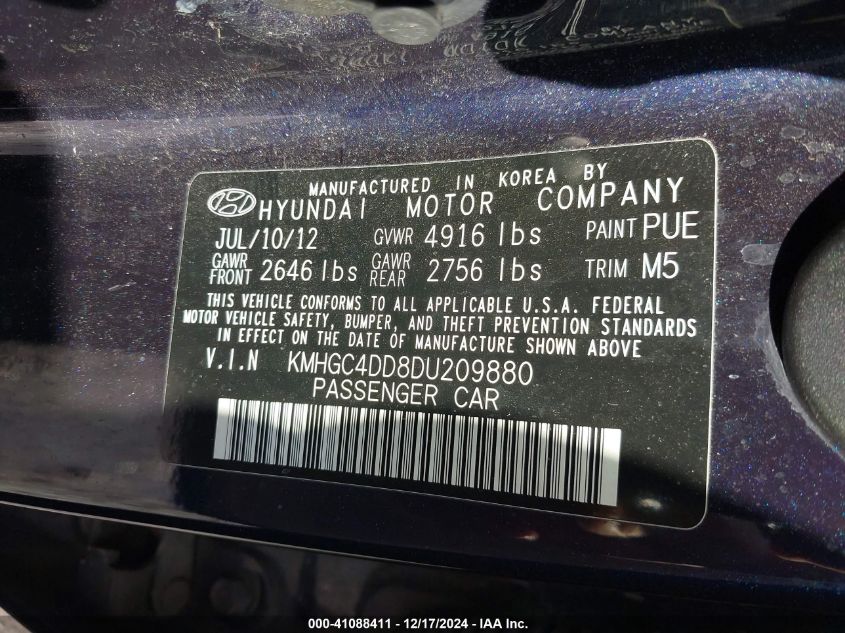 MANUFACTURED IN KOREA BY
HYUNDAI MOTOR COMPANY
JUL/10/12 GVWR 4916 lbs PAINT PUE
GAWR FRONT 2646 lbs GAWR REAR 2756 lbs TRIM M5
THIS VEHICLE CONFORMS TO ALL APPLICABLE U.S.A. FEDERAL
MOTOR VEHICLE SAFETY, BUMPER, AND THEFT PREVENTION STANDARDS
IN EFFECT ON THE DATE OF MANUFACTURE SHOWN ABOVE
V.I.N KMHGC4DD8DU209880
PASSENGER CAR
000-41088411 - 12/17/2024 - IAA Inc.